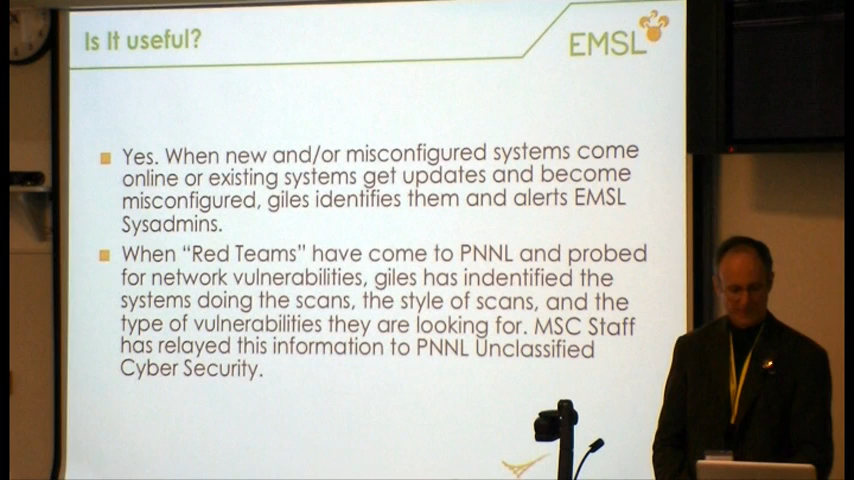 Is It useful?
EMSL
Yes. When new and/or misconfigured systems come
online or existing systems get updates and become
misconfigured, giles identifies them and alerts EMSL
Sysadmins.
When “Red Teams” have come to PNNL and probed
for network vulnerabilities, giles has indentified the
systems doing the scans, the style of scans, and the
type of vulnerabilities they are looking for. MSC Staff
has relayed this information to PNNL Unclassified
Cyber Security.